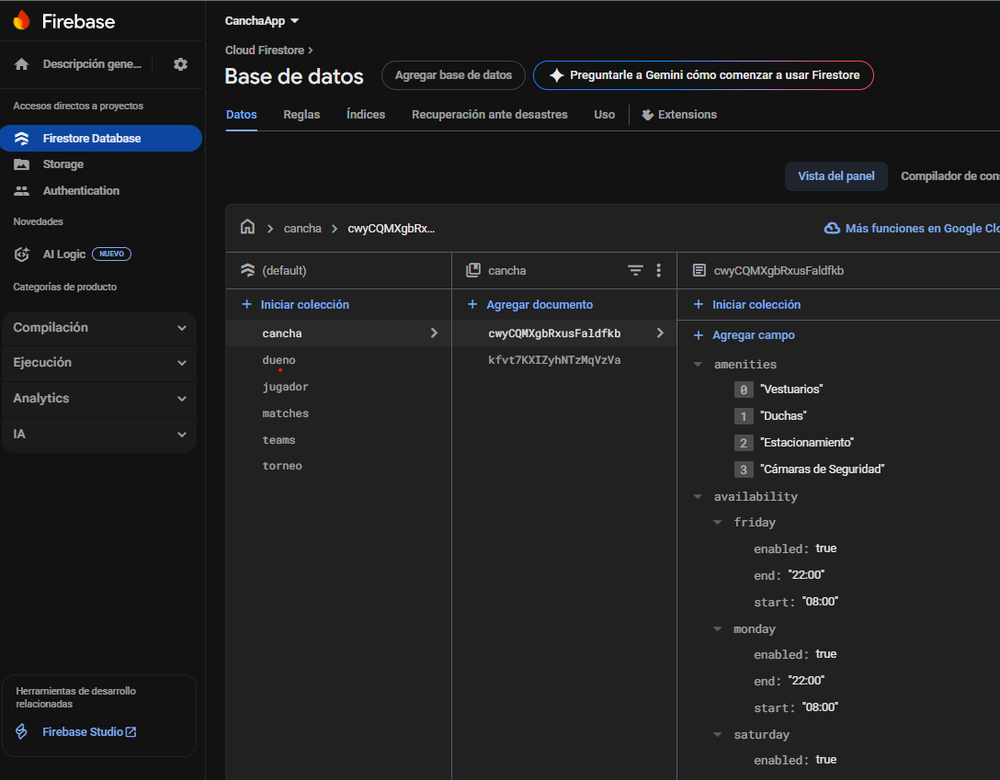 Firebase
Descripción gene...
Accesos directos a proyectos
Firestore Database
Storage
Authentication
Novedades
AI Logic NUEVO
Categorías de producto
Compilación
Ejecución
Analytics
IA
Herramientas de desarrollo
relacionadas
Firebase Studio
CanchaApp
Cloud Firestore
Base de datos
Agregar base de datos
Preguntarle a Gemini cómo comenzar a usar Firestore
Datos Reglas Índices Recuperación ante desastres Uso Extensions
Vista del panel Compilador de con
cancha cwyCQMXgbRx...
Más funciones en Google Clo
(default)
Iniciar colección
cancha
dueno
jugador
matches
teams
torneo
cancha
Agregar documento
cwyCQMXgbRxusFaldfkb
kfvt7KXIZyhNTzMqVzVa
cwyCQMXgbRxusFaldfkb
Iniciar colección
Agregar campo
amenities
0 "Vestuarios"
1 "Duchas"
2 "Estacionamiento"
3 "Cámaras de Seguridad"
availability
friday
enabled: true
end: "22:00"
start: "08:00"
monday
enabled: true
end: "22:00"
start: "08:00"
saturday
enabled: true